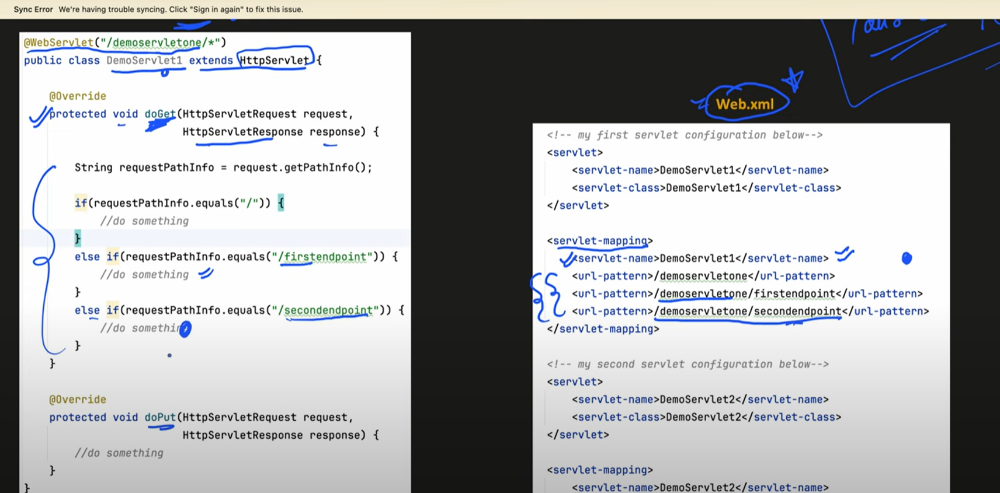 Sync Error We're having trouble syncing. Click "Sign in again" to fix this issue.
@WebServlet("/demoservletone/*")
public class DemoServlet1 extends HttpServlet {
@Override
protected void doGet(HttpServletRequest request,
HttpServletResponse response) {
String requestPathInfo = request.getPathInfo();
if(requestPathInfo.equals("/")) {
//do something
}
else if(requestPathInfo.equals("/firstendpoint")) {
//do something
}
else if(requestPathInfo.equals("/secondendpoint")) {
//do somethin
}
}
@Override
protected void doPut(HttpServletRequest request,
HttpServletResponse response) {
//do something
}
}
Web.xml
<!-- my first servlet configuration below-->
<servlet>
<servlet-name>DemoServlet1</servlet-name>
<servlet-class>DemoServlet1</servlet-class>
</servlet>
<servlet-mapping>
<servlet-name>DemoServlet1</servlet-name>
<url-pattern>/demoservletone</url-pattern>
<url-pattern>/demoservletone/firstendpoint</url-pattern>
<url-pattern>/demoservletone/secondendpoint</url-pattern>
</servlet-mapping>
<!-- my second servlet configuration below-->
<servlet>
<servlet-name>DemoServlet2</servlet-name>
<servlet-class>DemoServlet2</servlet-class>
</servlet>
<servlet-mapping>
<servlet-name>DemoServlet2</servlet-name>